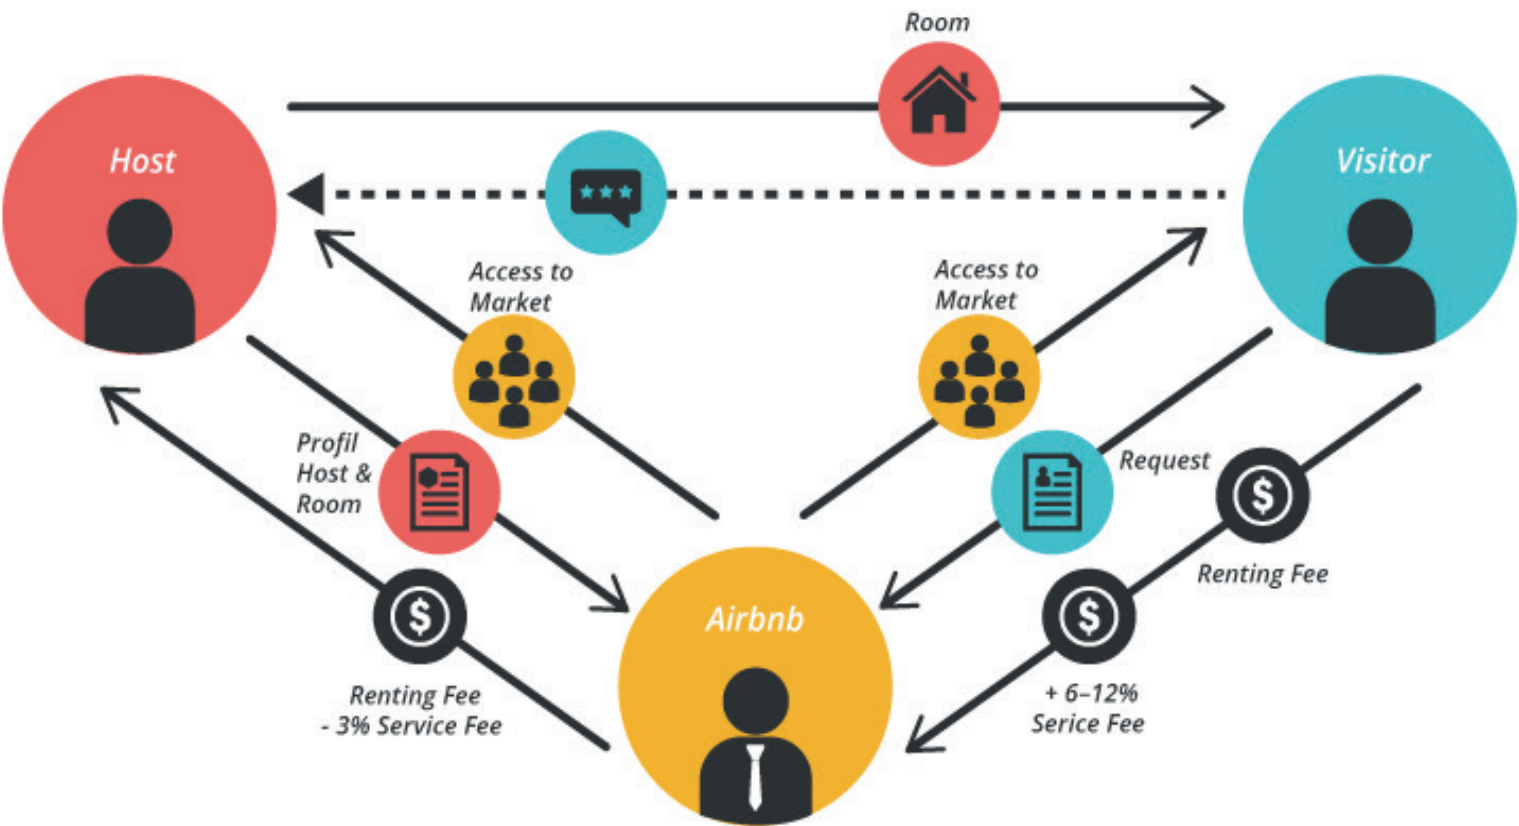 Room
Host
Visitor
Access to
Market
Access to
Market
Profil
Host &
Room
Request
$
Renting Fee
$
$
Airbnb
Renting Fee
- 3% Service Fee
+ 6–12%
Serice Fee